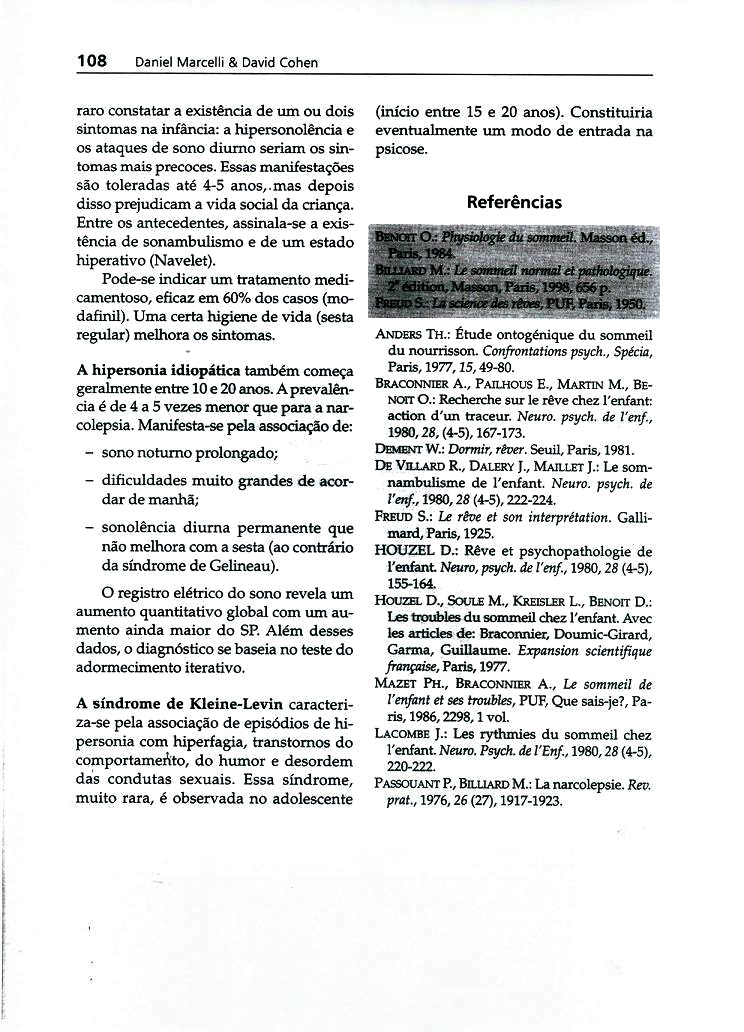 108 Daniel Marcelli & David Cohen
raro constatar a existência de um ou dois
sintomas na infância: a hipersonolência e
os ataques de sono diurno seriam os sin-
tomas mais precoces. Essas manifestações
são toleradas até 4-5 anos,.mas depois
disso prejudicam a vida social da criança.
Entre os antecedentes, assinala-se a exis-
tência de sonambulismo e de um estado
hiperativo (Navelet).
Pode-se indicar um tratamento medi-
camentoso, eficaz em 60% dos casos (mo-
dafinil). Uma certa higiene de vida (sesta
regular) melhora os sintomas.
A hipersonia idiopática também começa
geralmente entre 10 e 20 anos. A prevalên-
cia é de 4 a 5 vezes menor que para a nar-
colepsia. Manifesta-se pela associação de:
– sono noturno prolongado;
– dificuldades muito grandes de acor-
dar de manhã;
– sonolência diurna permanente que
não melhora com a sesta (ao contrário
da síndrome de Gelineau).
O registro elétrico do sono revela um
aumento quantitativo global com um au-
mento ainda maior do SP. Além desses
dados, o diagnóstico se baseia no teste do
adormecimento iterativo.
A síndrome de Kleine-Levin caracteri-
za-se pela associação de episódios de hi-
personia com hiperfagia, transtornos do
comportamento, do humor e desordem
das condutas sexuais. Essa síndrome,
muito rara, é observada no adolescente
(início entre 15 e 20 anos). Constituiria
eventualmente um modo de entrada na
psicose.
Referências
BENOIT O.: Physiologie du sommeil. Masson éd.,
Paris, 1984.
BILLIARD M.: Le sommeil normal et pathologique.
2ª édition, Masson, Paris, 1998, 656 p.
FREUD S.: La science des rêves, PUF, Paris, 1950.
ANDERS TH.: Étude ontogénique du sommeil
du nourrisson. Confrontations psych., Spécia,
Paris, 1977, 15, 49-80.
BRACONNIER A., PAILHOUS E., MARTIN M., BE-
NOIT O.: Recherche sur le rêve chez l'enfant:
action d'un traceur. Neuro. psych. de l'enf.,
1980, 28, (4-5), 167-173.
DEMENT W.: Dormir, rêver. Seuil, Paris, 1981.
DE VILLARD R., DALERY J., MAILLET J.: Le som-
nambulisme de l'enfant. Neuro. psych. de
l'enf., 1980, 28 (4-5), 222-224.
FREUD S.: Le rêve et son interprétation. Galli-
mard, Paris, 1925.
HOUZEL D.: Rêve et psychopathologie de
l'enfant. Neuro, psych. de l'enf., 1980, 28 (4-5),
155-164.
HOUZEL D., SOULE M., KREISLER L., BENOIT D.:
Les troubles du sommeil chez l'enfant. Avec
les articles de: Braconnier, Doumic-Girard,
Garma, Guillaume. Expansion scientifique
française, Paris, 1977.
MAZET PH., BRACONNIER A., Le sommeil de
l'enfant et ses troubles, PUF, Que sais-je?, Pa-
ris, 1986, 2298, 1 vol.
LACOMBE J.: Les rythmies du sommeil chez
l'enfant. Neuro. Psych. de l'Enf., 1980, 28 (4-5),
220-222.
PASSOUANT P., BILLIARD M.: La narcolepsie. Rev.
prat., 1976, 26 (27), 1917-1923.